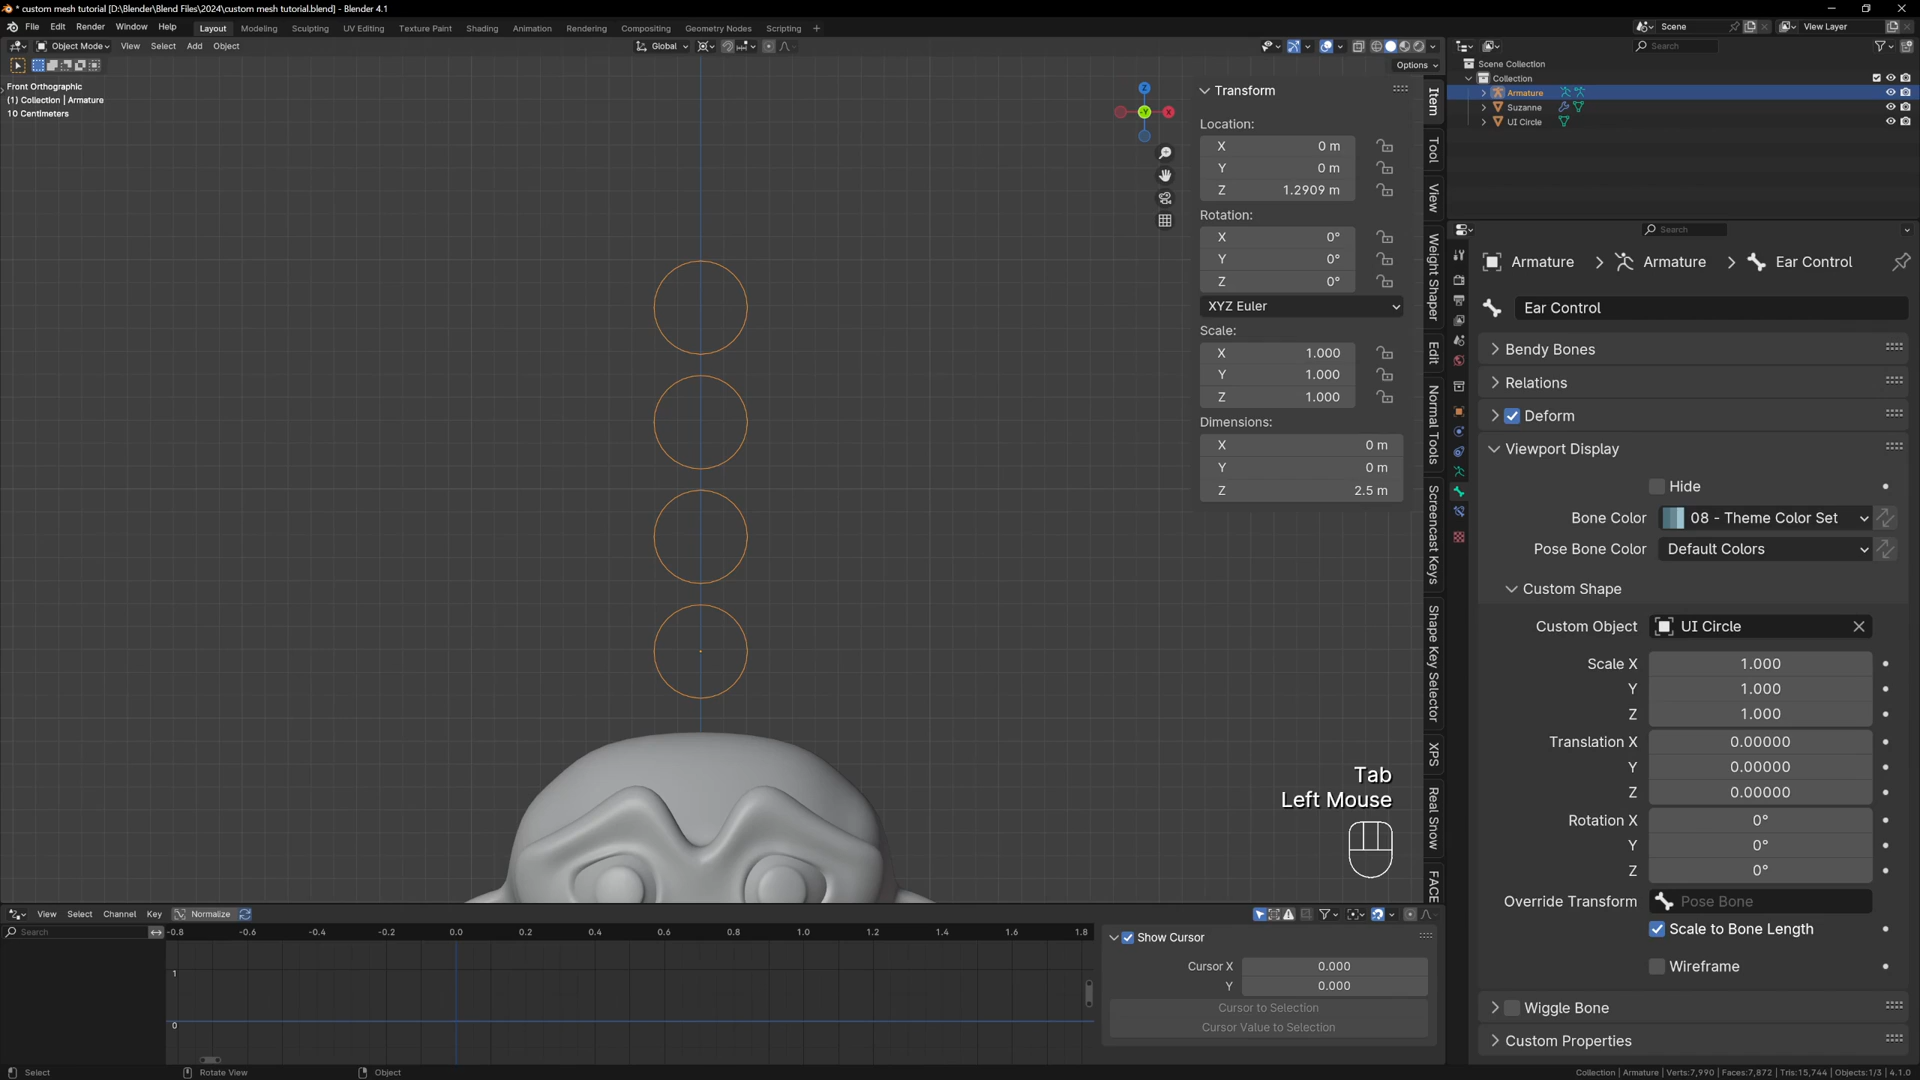 * custom mesh tutorial [D:\Blender\Blend Files\2024\custom mesh tutorial.blend] - Blender 4.1
File Edit Render Window Help Layout Modeling Sculpting UV Editing Texture Paint Shading Animation Rendering Compositing Geometry Nodes Scripting + Scene View Layer
Object Mode View Select Add Object Global Search
Options
Scene Collection
Collection
Armature
Suzanne
UI Circle
Front Orthographic
(1) Collection | Armature
10 Centimeters
Z
Y
X
Transform
Location:
X 0 m
Y 0 m
Z 1.2909 m
Rotation:
X 0°
Y 0°
Z 0°
XYZ Euler
Scale:
X 1.000
Y 1.000
Z 1.000
Dimensions:
X 0 m
Y 0 m
Z 2.5 m
Item
Tool
View
Weight Shaper
Edit
Normal Tools
Screencast Keys
Shape Key Selector
XPS
Real Snow
FACE
Tab
Left Mouse
Search
Armature > Armature > Ear Control
Ear Control
Bendy Bones
Relations
Deform
Viewport Display
Hide
Bone Color 08 - Theme Color Set
Pose Bone Color Default Colors
Custom Shape
Custom Object UI Circle
Scale X 1.000
Y 1.000
Z 1.000
Translation X 0.00000
Y 0.00000
Z 0.00000
Rotation X 0°
Y 0°
Z 0°
Override Transform Pose Bone
Scale to Bone Length
Wireframe
Wiggle Bone
Custom Properties
View Select Channel Key Normalize
Search
-0.8 -0.6 -0.4 -0.2 0.0 0.2 0.4 0.6 0.8 1.0 1.2 1.4 1.6 1.8
1
0
Show Cursor
Cursor X 0.000
Y 0.000
Cursor to Selection
Cursor Value to Selection
Select Rotate View Object
Collection | Armature | Verts:7,990 | Faces:7,872 | Tris:15,744 | Objects:1/3 | 4.1.0